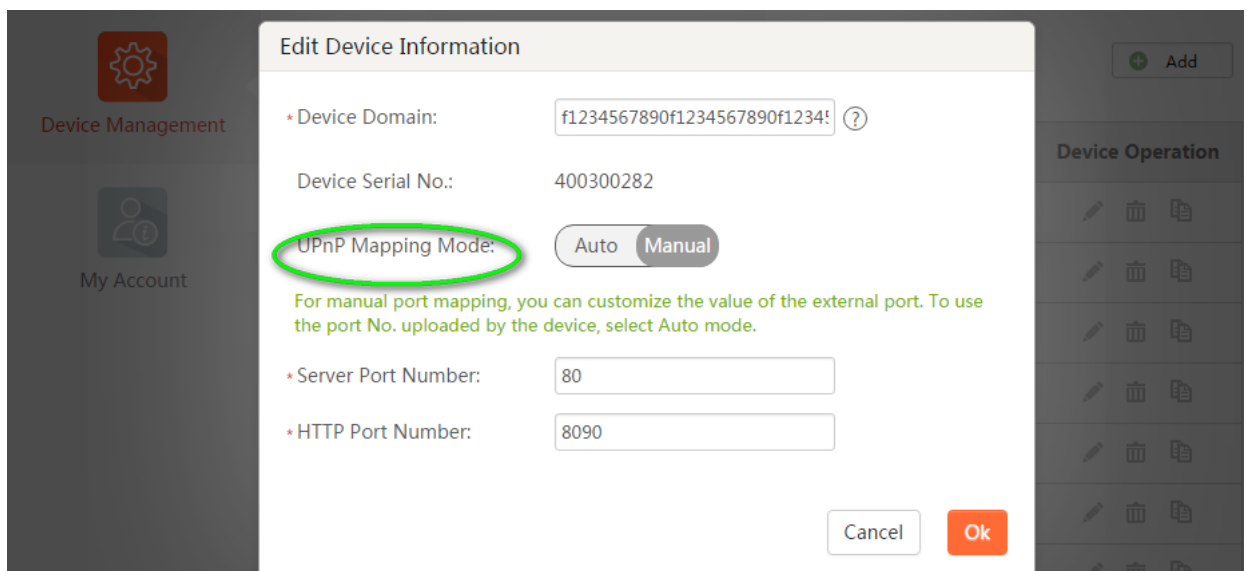 Edit Device Information
Add
Device Management
* Device Domain: f1234567890f1234567890f1234
Device Operation
Device Serial No.: 400300282
UPnP Mapping Mode: Auto Manual
My Account
For manual port mapping, you can customize the value of the external port. To use
the port No. uploaded by the device, select Auto mode.
* Server Port Number: 80
* HTTP Port Number: 8090
Cancel Ok